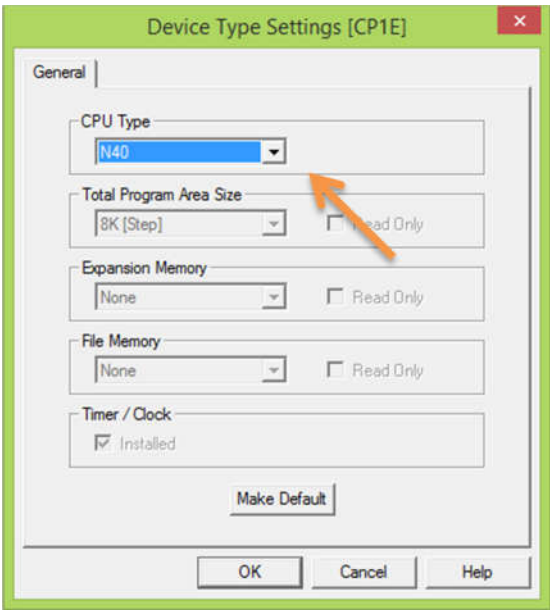 Device Type Settings [CP1E]
General
CPU Type
N40
Total Program Area Size
8K [Step]
Read Only
Expansion Memory
None
Read Only
File Memory
None
Read Only
Timer / Clock
Installed
Make Default
OK
Cancel
Help